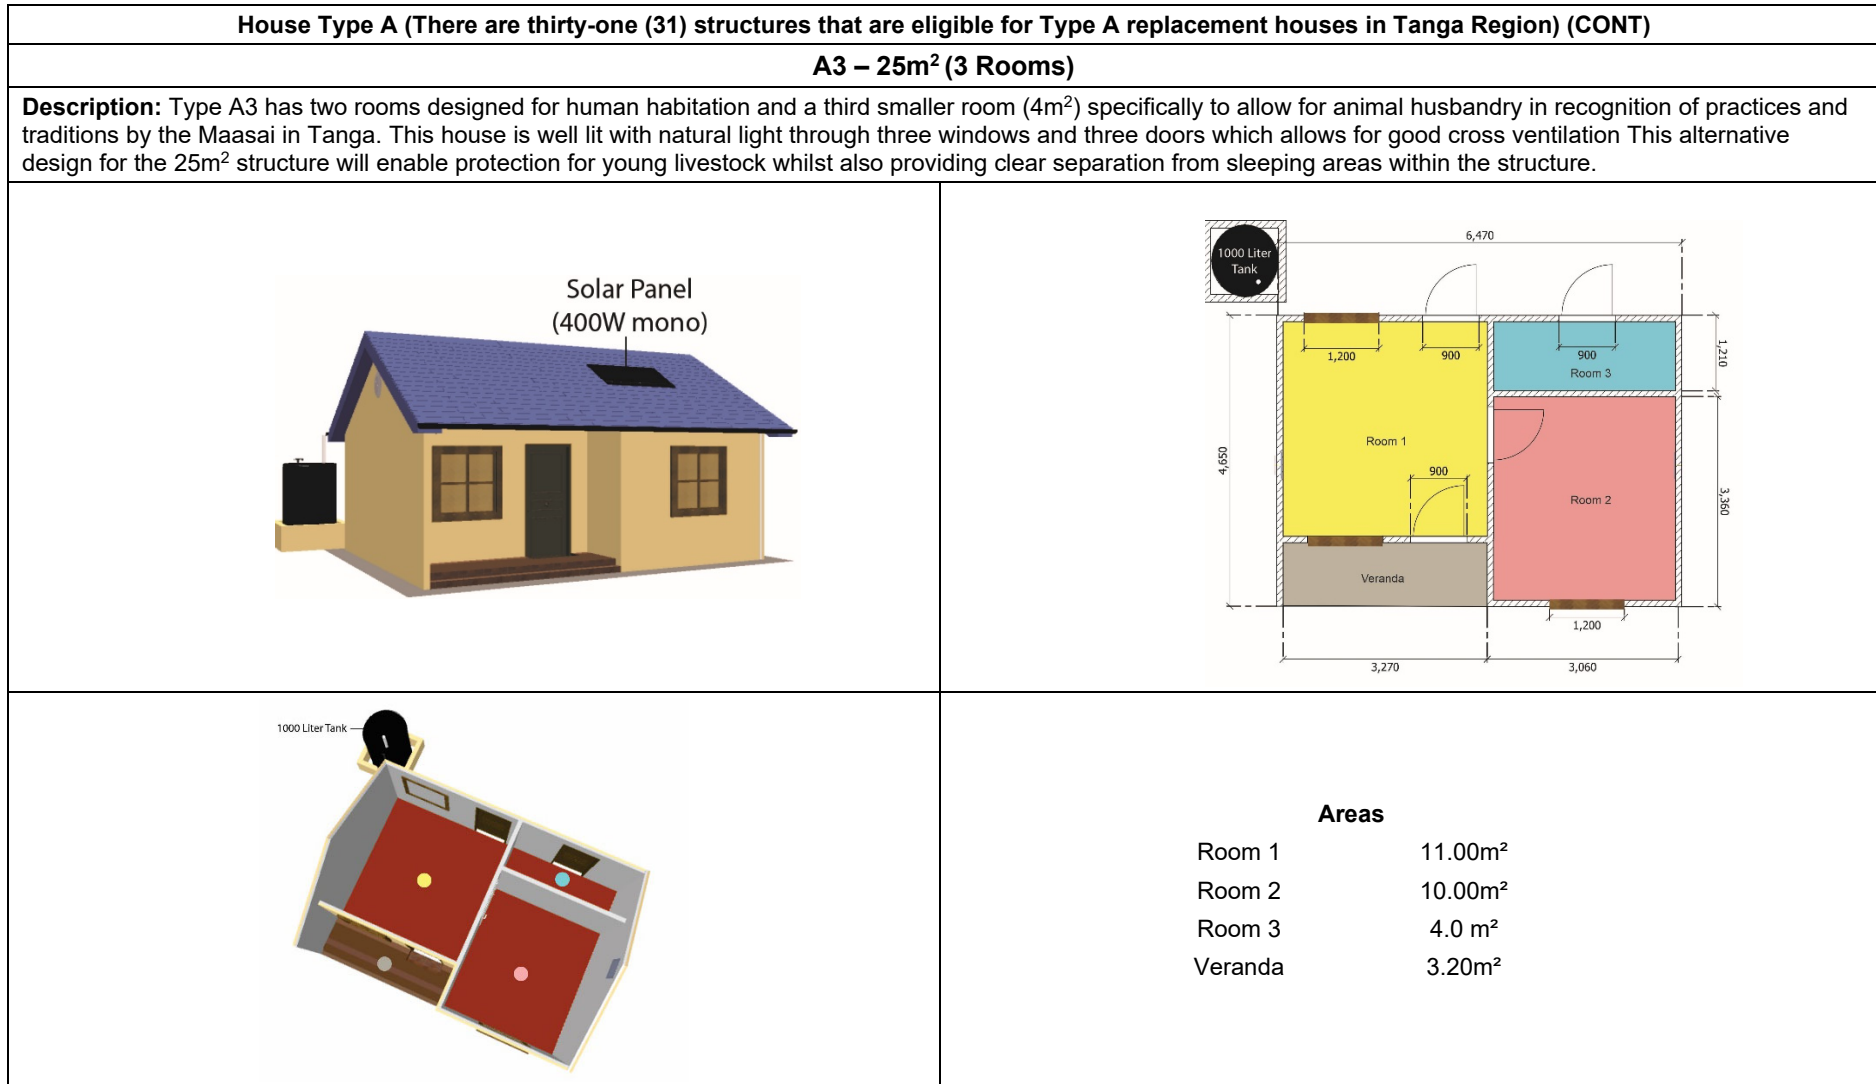 House Type A (There are thirty-one (31) structures that are eligible for Type A replacement houses in Tanga Region) (CONT)
A3 – 25m² (3 Rooms)
Description: Type A3 has two rooms designed for human habitation and a third smaller room (4m²) specifically to allow for animal husbandry in recognition of practices and
traditions by the Maasai in Tanga. This house is well lit with natural light through three windows and three doors which allows for good cross ventilation This alternative
design for the 25m² structure will enable protection for young livestock whilst also providing clear separation from sleeping areas within the structure.
Solar Panel
(400W mono)
6,470
1000 Liter
Tank
1,200
900
900
Room 3
1,210
Room 1
4,650
900
Room 2
3,360
Veranda
1,200
3,270
3,060
1000 Liter Tank
Areas
Room 1 11.00m²
Room 2 10.00m²
Room 3 4.0 m²
Veranda 3.20m²